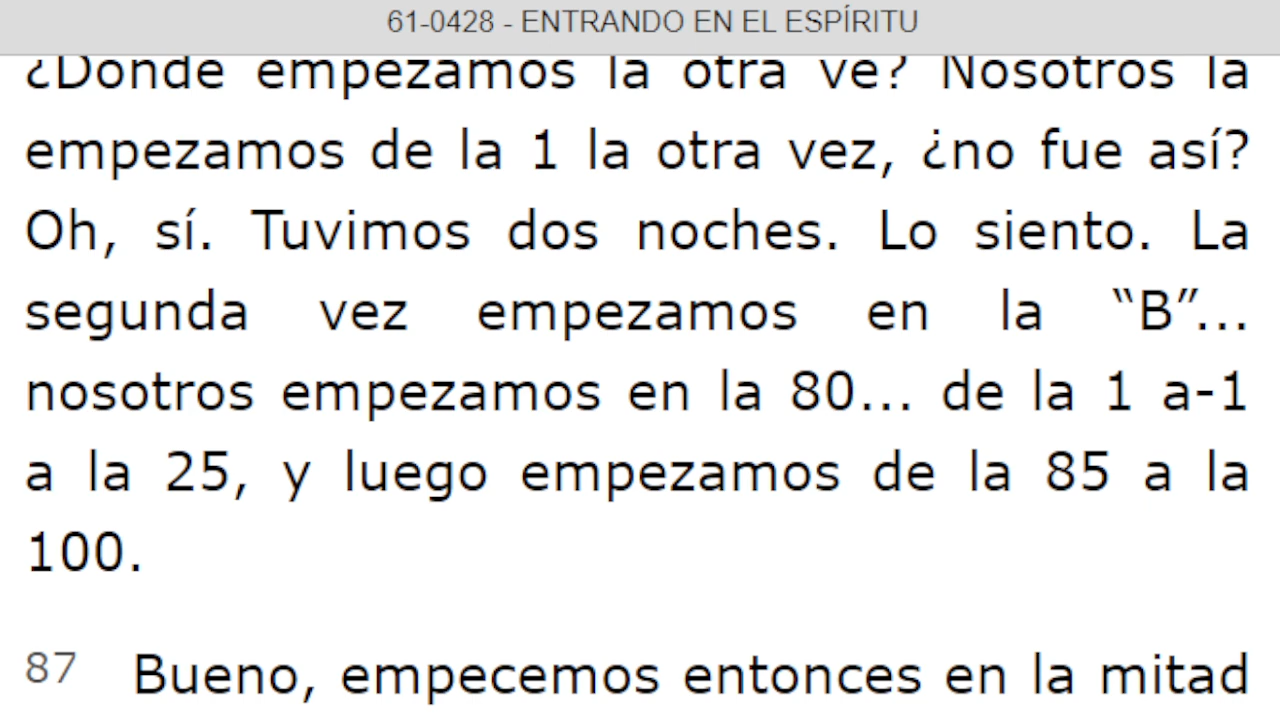 61-0428 - ENTRANDO EN EL ESPÍRITU
¿Dónde empezamos la otra ve? Nosotros la
empezamos de la 1 la otra vez, ¿no fue así?
Oh, sí. Tuvimos dos noches. Lo siento. La
segunda vez empezamos en la “B”...
nosotros empezamos en la 80... de la 1 a-1
a la 25, y luego empezamos de la 85 a la
100.
87 Bueno, empecemos entonces en la mitad